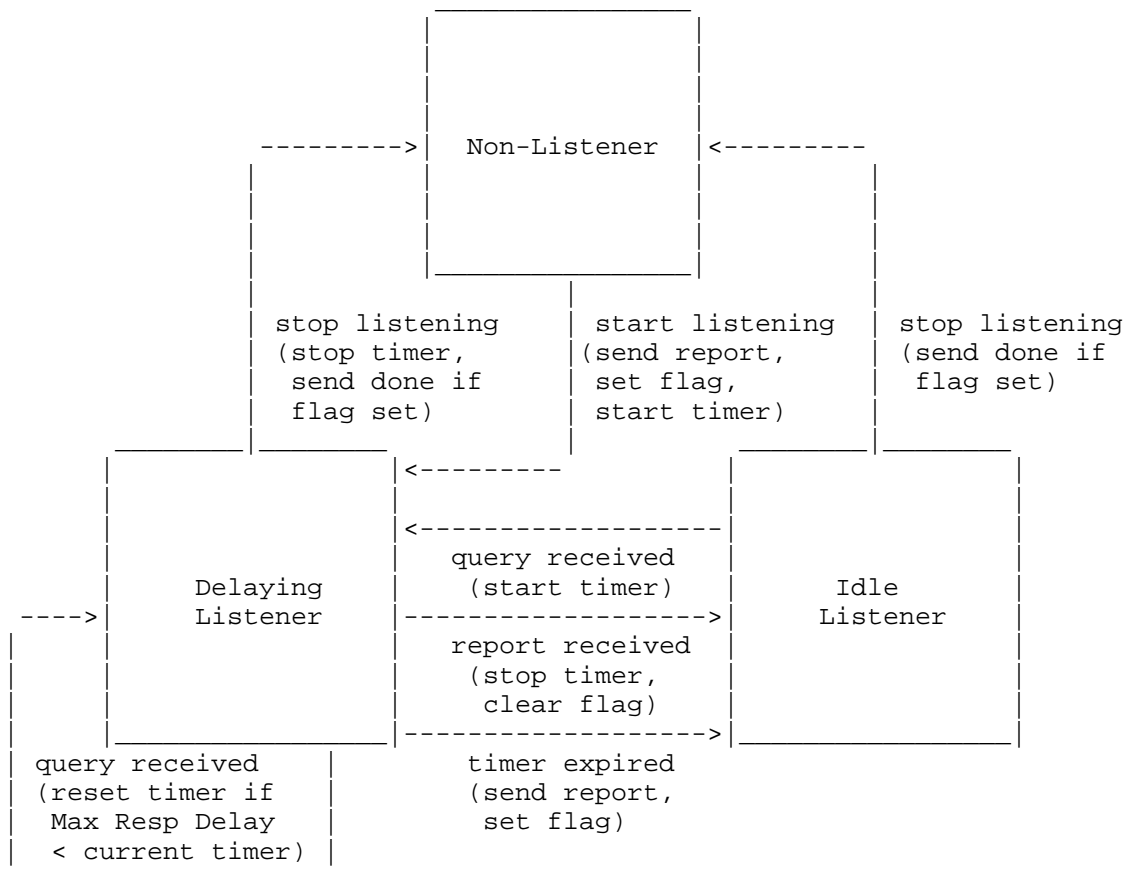 Non-Listener
stop listening
(stop timer,
send done if
flag set)
start listening
(send report,
set flag,
start timer)
stop listening
(send done if
flag set)
query received
(start timer)
Delaying
Listener
Idle
Listener
report received
(stop timer,
clear flag)
query received
(reset timer if
Max Resp Delay
< current timer)
timer expired
(send report,
set flag)